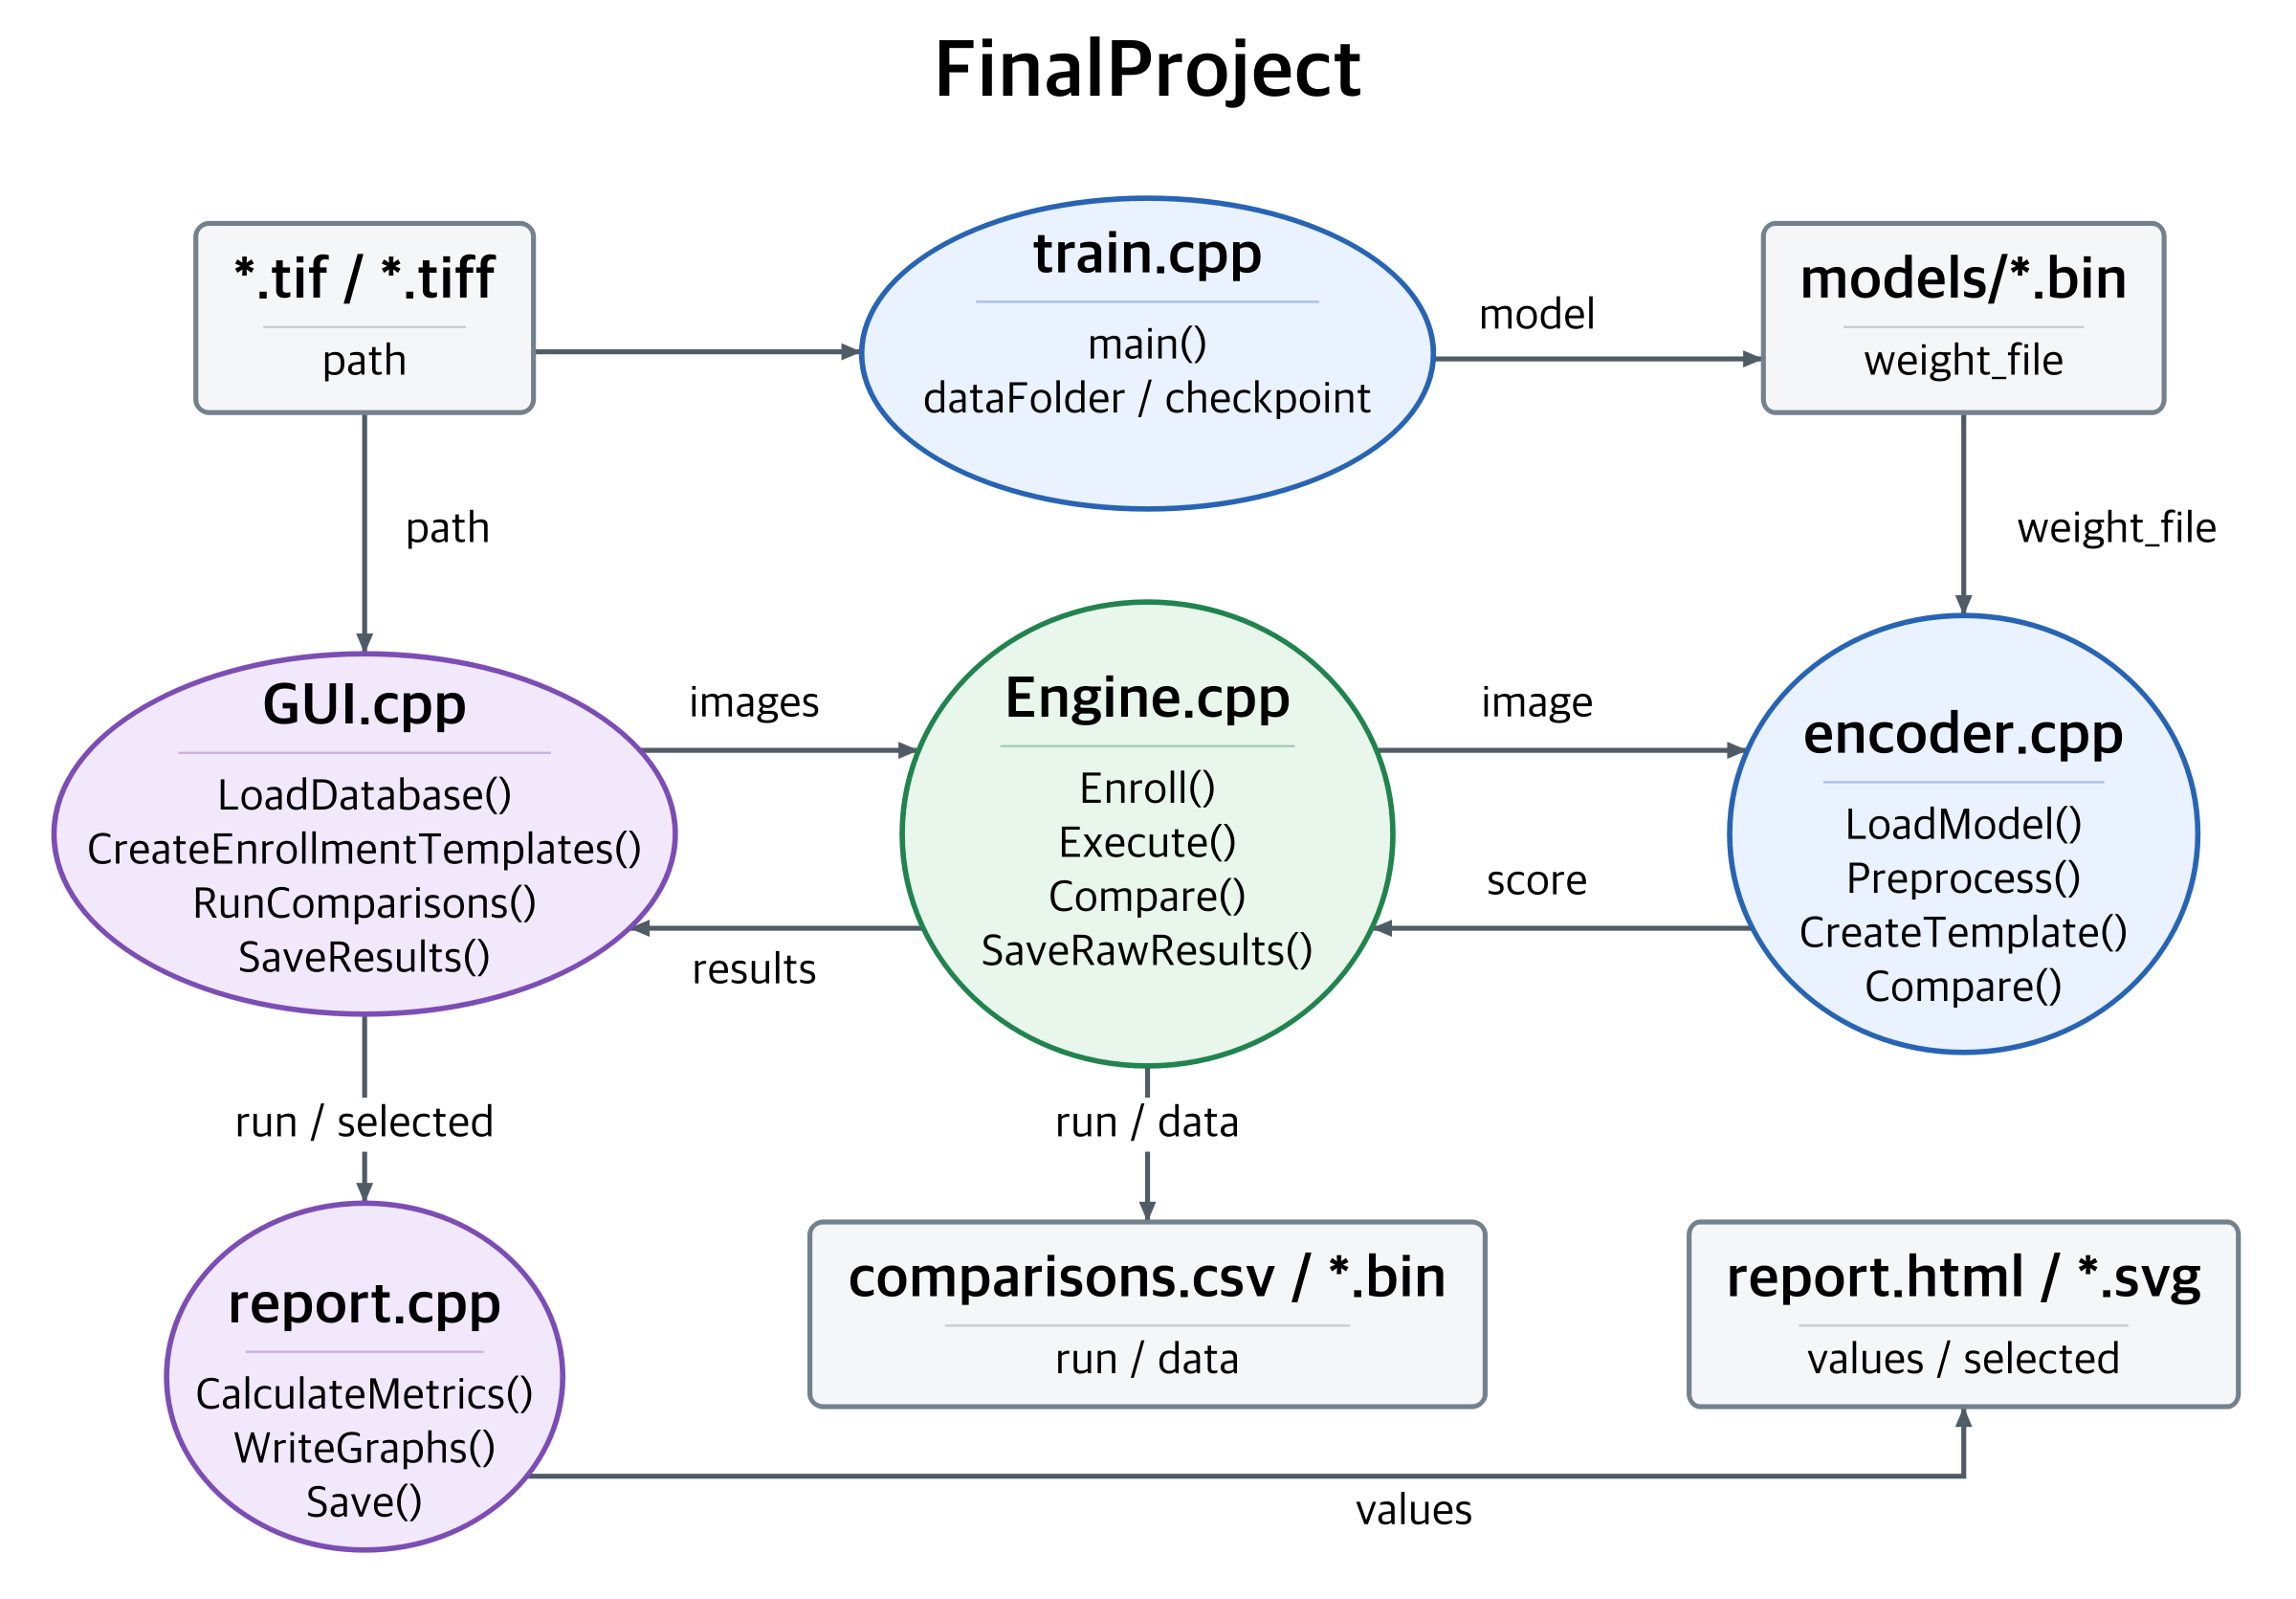 FinalProject
*.tif / *.tiff
path
train.cpp
main()
dataFolder / checkpoint
model
models/*.bin
weight_file
path
weight_file
GUI.cpp
LoadDatabase()
CreateEnrollmentTemplates()
RunComparisons()
SaveResults()
images
results
Engine.cpp
Enroll()
Execute()
Compare()
SaveRawResults()
image
score
encoder.cpp
LoadModel()
Preprocess()
CreateTemplate()
Compare()
run / selected
run / data
report.cpp
CalculateMetrics()
WriteGraphs()
Save()
comparisons.csv / *.bin
run / data
report.html / *.svg
values / selected
values